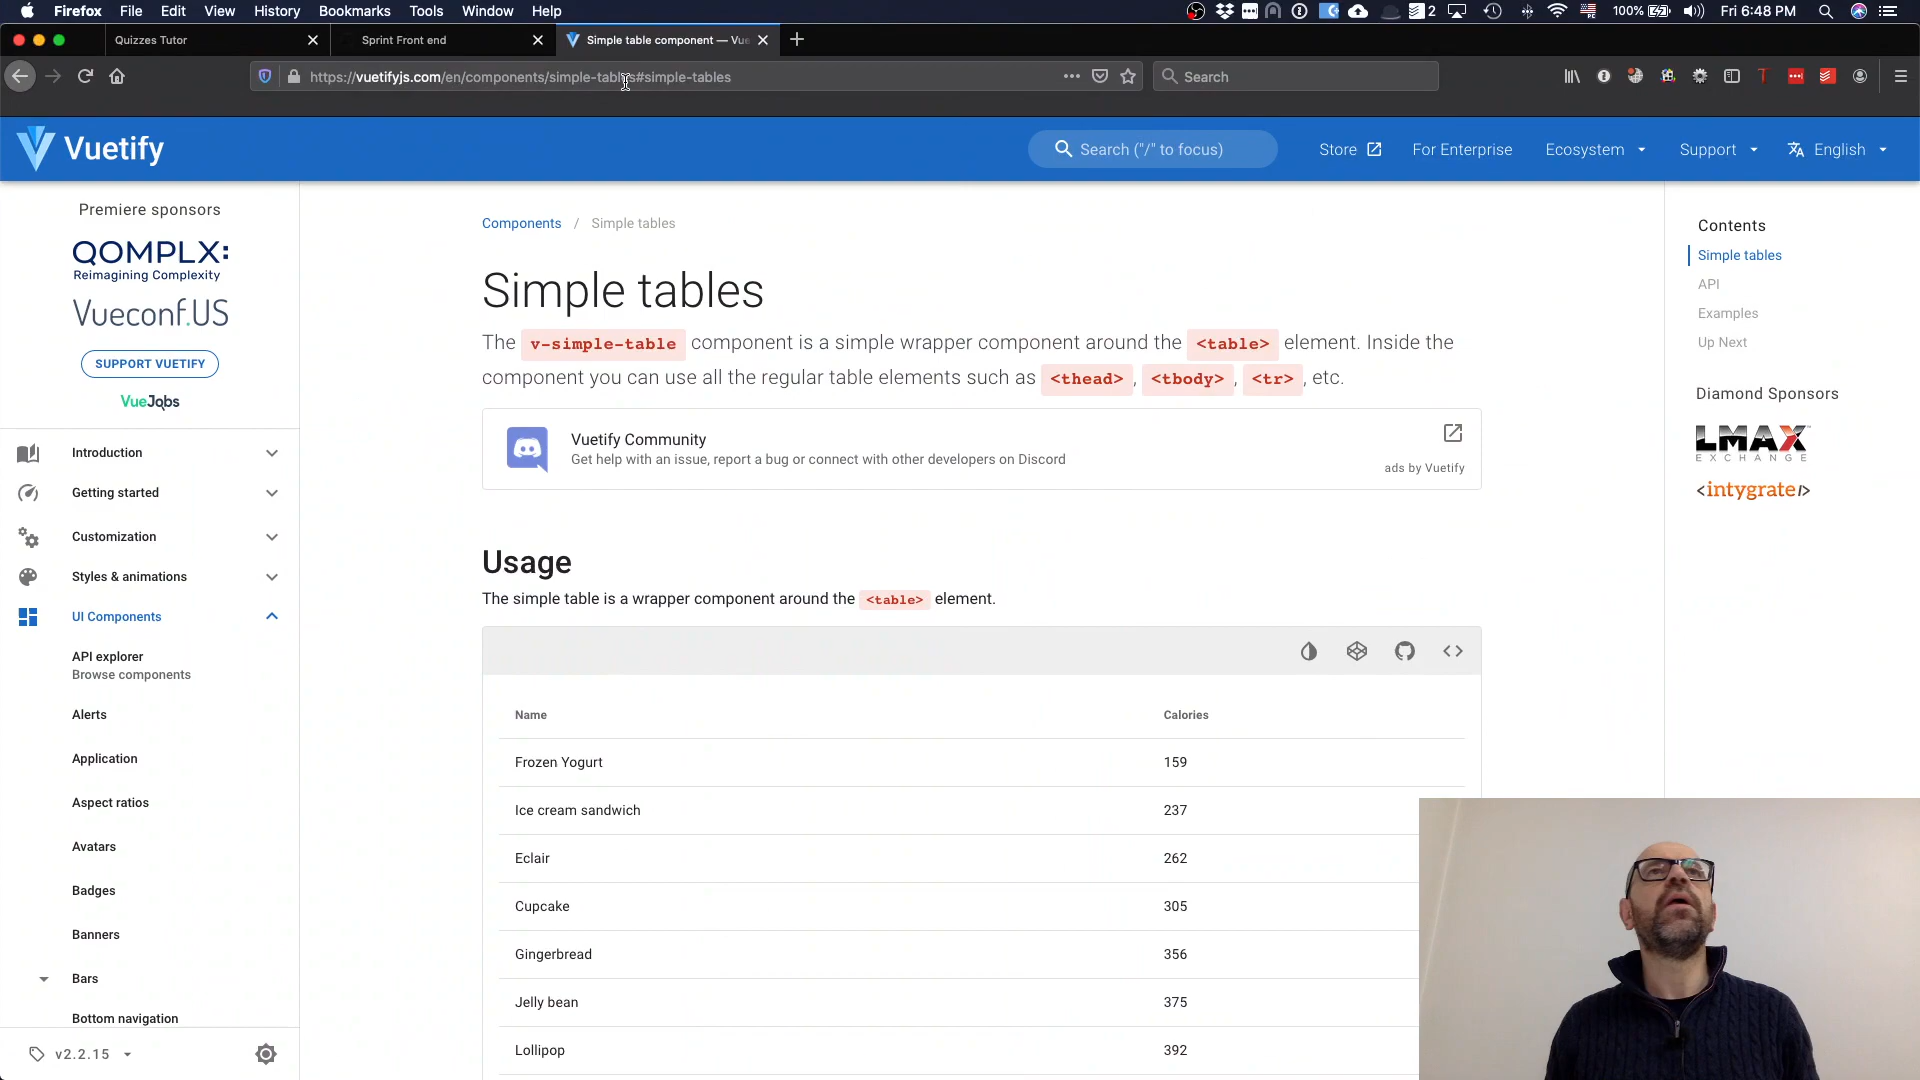 Firefox File Edit View History Bookmarks Tools Window Help 2 100% Fri 6:48 PM
Quizzes Tutor Sprint Front end Simple table component — Vue
https://vuetifyjs.com/en/components/simple-tables#simple-tables Search
Vuetify Search ("/" to focus) Store For Enterprise Ecosystem Support English
Premiere sponsors
QOMPLX:
Reimagining Complexity
Vueconf.US
SUPPORT VUETIFY
VueJobs
Introduction
Getting started
Customization
Styles & animations
UI Components
API explorer
Browse components
Alerts
Application
Aspect ratios
Avatars
Badges
Banners
Bars
Bottom navigation
v2.2.15
Components / Simple tables
Simple tables
The v-simple-table component is a simple wrapper component around the <table> element. Inside the
component you can use all the regular table elements such as <thead>, <tbody>, <tr>, etc.
Vuetify Community
Get help with an issue, report a bug or connect with other developers on Discord
ads by Vuetify
Usage
The simple table is a wrapper component around the <table> element.
Name Calories
Frozen Yogurt 159
Ice cream sandwich 237
Eclair 262
Cupcake 305
Gingerbread 356
Jelly bean 375
Lollipop 392
Contents
Simple tables
API
Examples
Up Next
Diamond Sponsors
LMAX
EXCHANGE
<intygrate/>